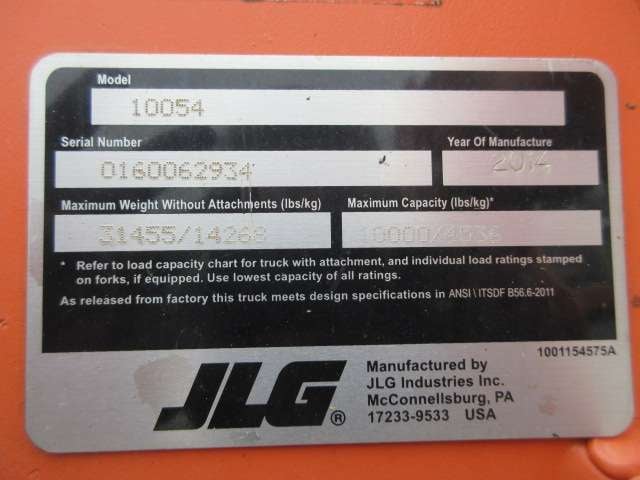 Model
10054
Serial Number
Year Of Manufacture
0160062934
2014
Maximum Weight Without Attachments (lbs/kg)
Maximum Capacity (lbs/kg)*
31455/14268
10000/4536
* Refer to load capacity chart for truck with attachment, and individual load ratings stamped
on forks, if equipped. Use lowest capacity of all ratings.
As released from factory this truck meets design specifications in ANSI \ ITSDF B56.6-2011
1001154575A
JLG®
Manufactured by
JLG Industries Inc.
McConnellsburg, PA
17233-9533 USA